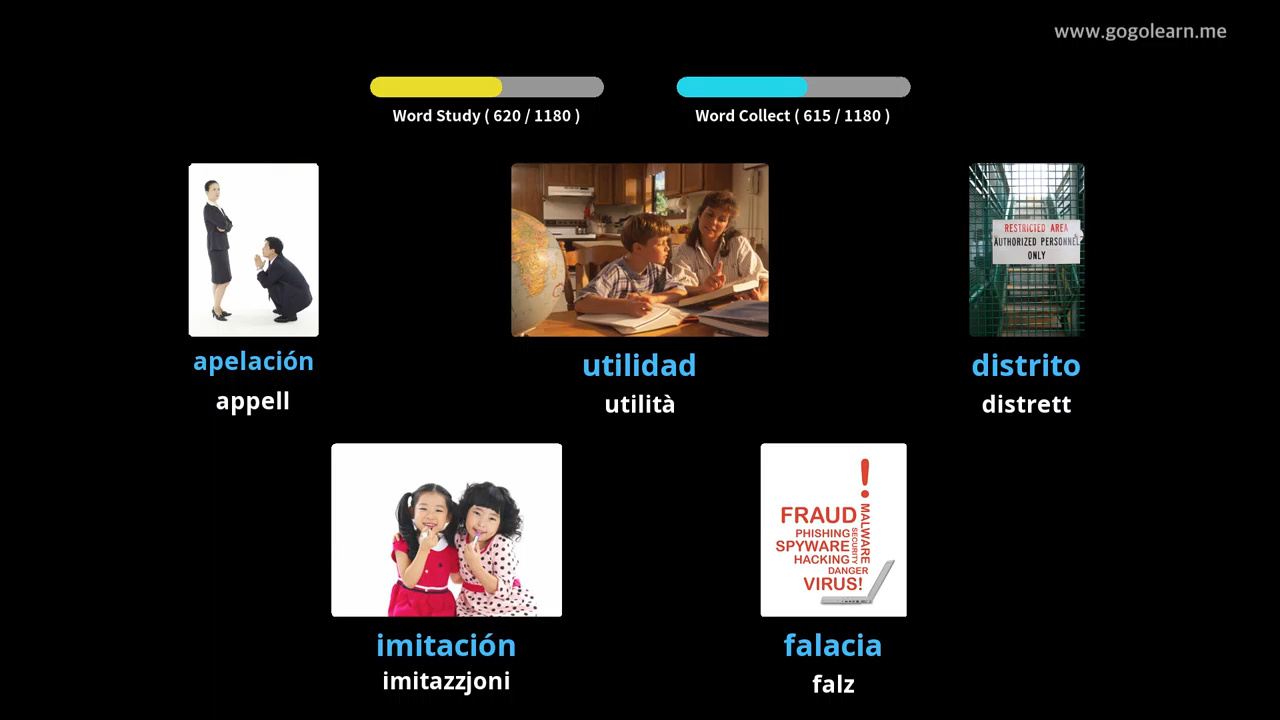 www.gogolearn.me
Word Study ( 620 / 1180 )
Word Collect ( 615 / 1180 )
RESTRICTED AREA
AUTHORIZED PERSONNEL
ONLY
apelación
appell
utilidad
utilità
distrito
distrett
!
FRAUD
PHISHING
SPYWARE
HACKING
DANGER
VIRUS!
SECURITY
MALWARE
imitación
imitazzjoni
falacia
falz